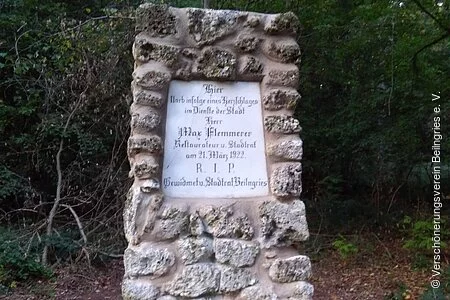 Hier
starb infolge eines Herzschlages
im Dienste der Stadt
Herr
Max Flemmerer
Restaurateur u. Stadtrat
am 21. März 1922.
R. I. P.
Gewidmet v. Stadtrat Beilngries
© Verschönerungsverein Beilngries e. V.